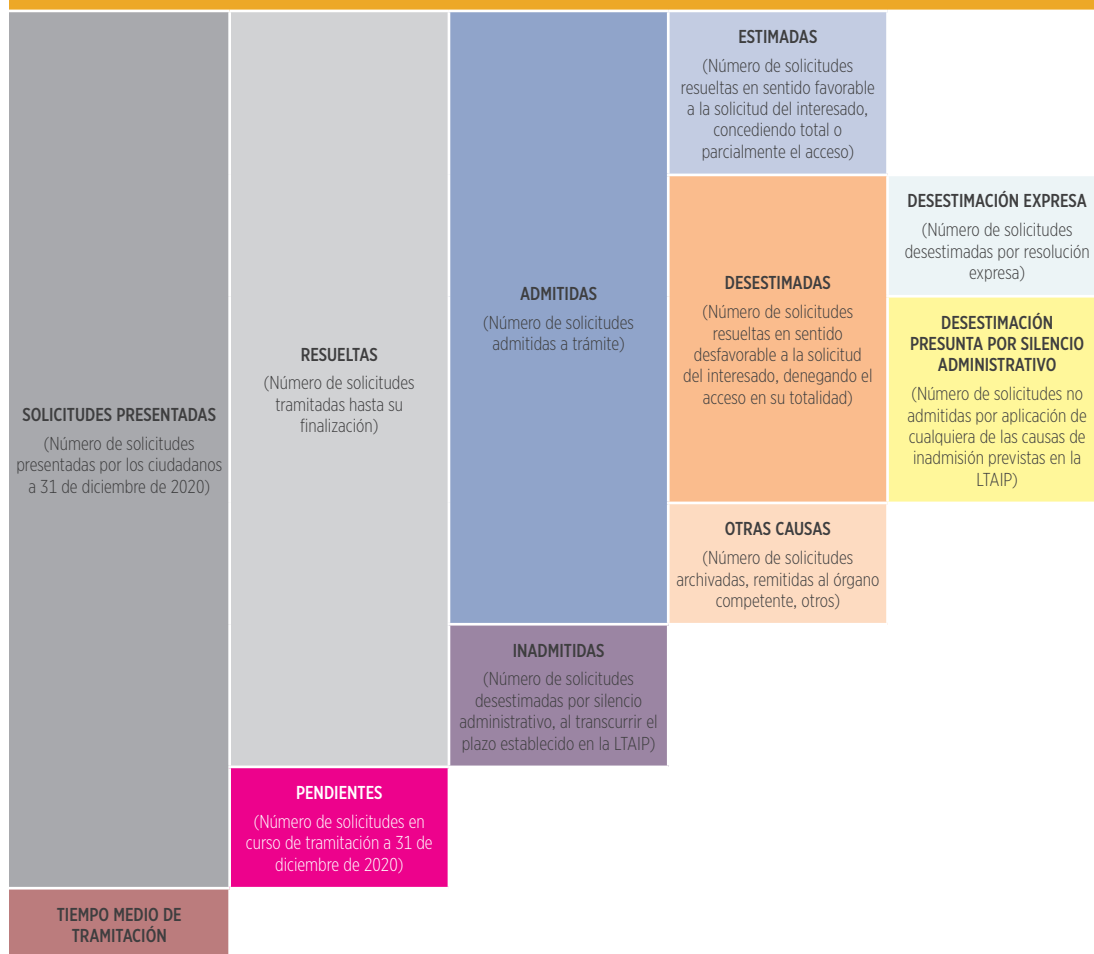 SOLICITUDES PRESENTADAS
(Número de solicitudes
presentadas por los ciudadanos
a 31 de diciembre de 2020)
RESUELTAS
(Número de solicitudes
tramitadas hasta su
finalización)
ADMITIDAS
(Número de solicitudes
admitidas a trámite)
ESTIMADAS
(Número de solicitudes
resueltas en sentido favorable
a la solicitud del interesado,
concediendo total o
parcialmente el acceso)
DESESTIMADAS
(Número de solicitudes
resueltas en sentido
desfavorable a la solicitud
del interesado, denegando el
acceso en su totalidad)
DESESTIMACIÓN EXPRESA
(Número de solicitudes
desestimadas por resolución
expresa)
DESESTIMACIÓN
PRESUNTA POR SILENCIO
ADMINISTRATIVO
(Número de solicitudes no
admitidas por aplicación de
cualquiera de las causas de
inadmisión previstas en la
LTAIP)
OTRAS CAUSAS
(Número de solicitudes
archivadas, remitidas al órgano
competente, otros)
INADMITIDAS
(Número de solicitudes
desestimadas por silencio
administrativo, al transcurrir el
plazo establecido en la LTAIP)
PENDIENTES
(Número de solicitudes en
curso de tramitación a 31 de
diciembre de 2020)
TIEMPO MEDIO DE
TRAMITACIÓN